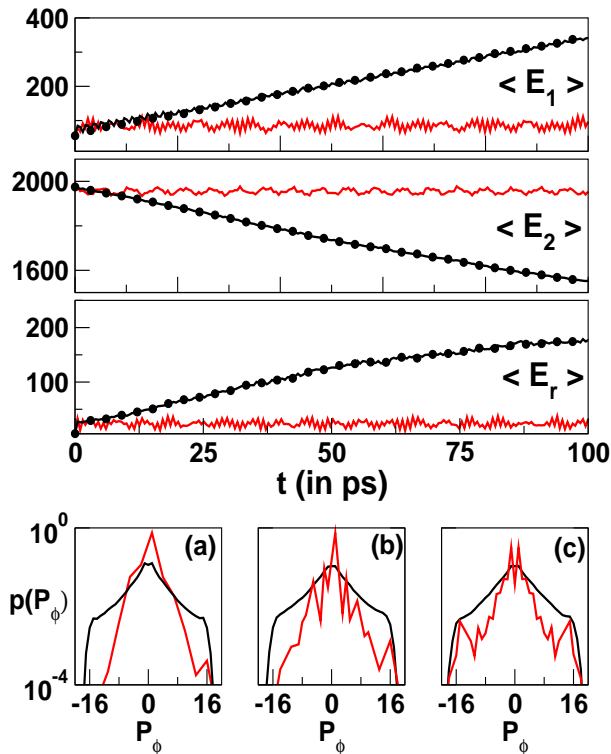 400
200
< E1 >
2000
1600
< E2 >
200
100
< Er >
0 25 50 75 100
t (in ps)
10^0
p(Pϕ)
10^-4
(a) (b) (c)
-16 0 16 -16 0 16 -16 0 16
Pϕ Pϕ Pϕ